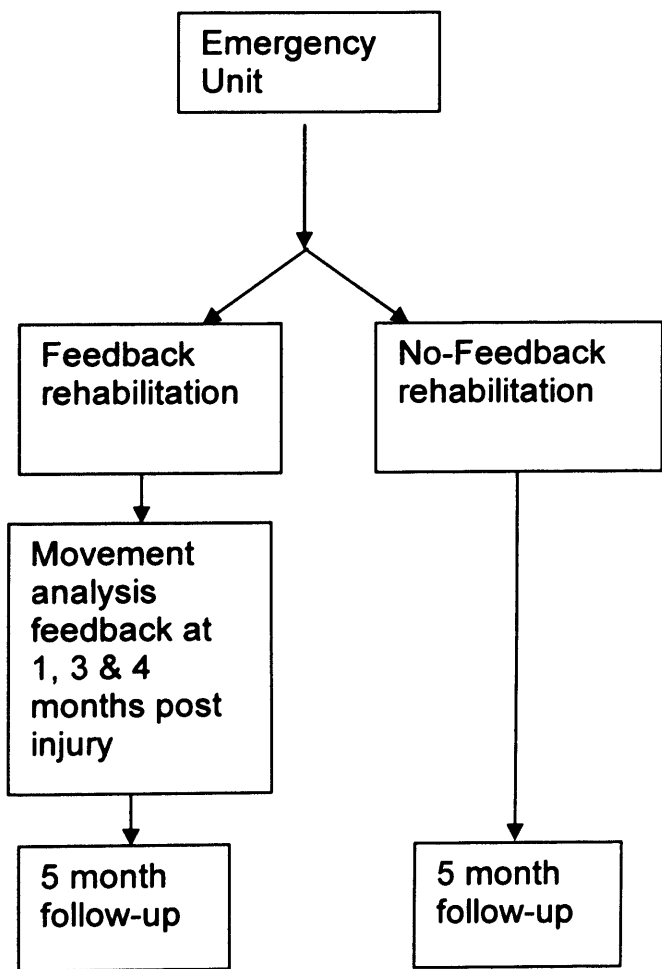 Emergency
Unit
Feedback
rehabilitation
No-Feedback
rehabilitation
Movement
analysis
feedback at
1, 3 & 4
months post
injury
5 month
follow-up
5 month
follow-up